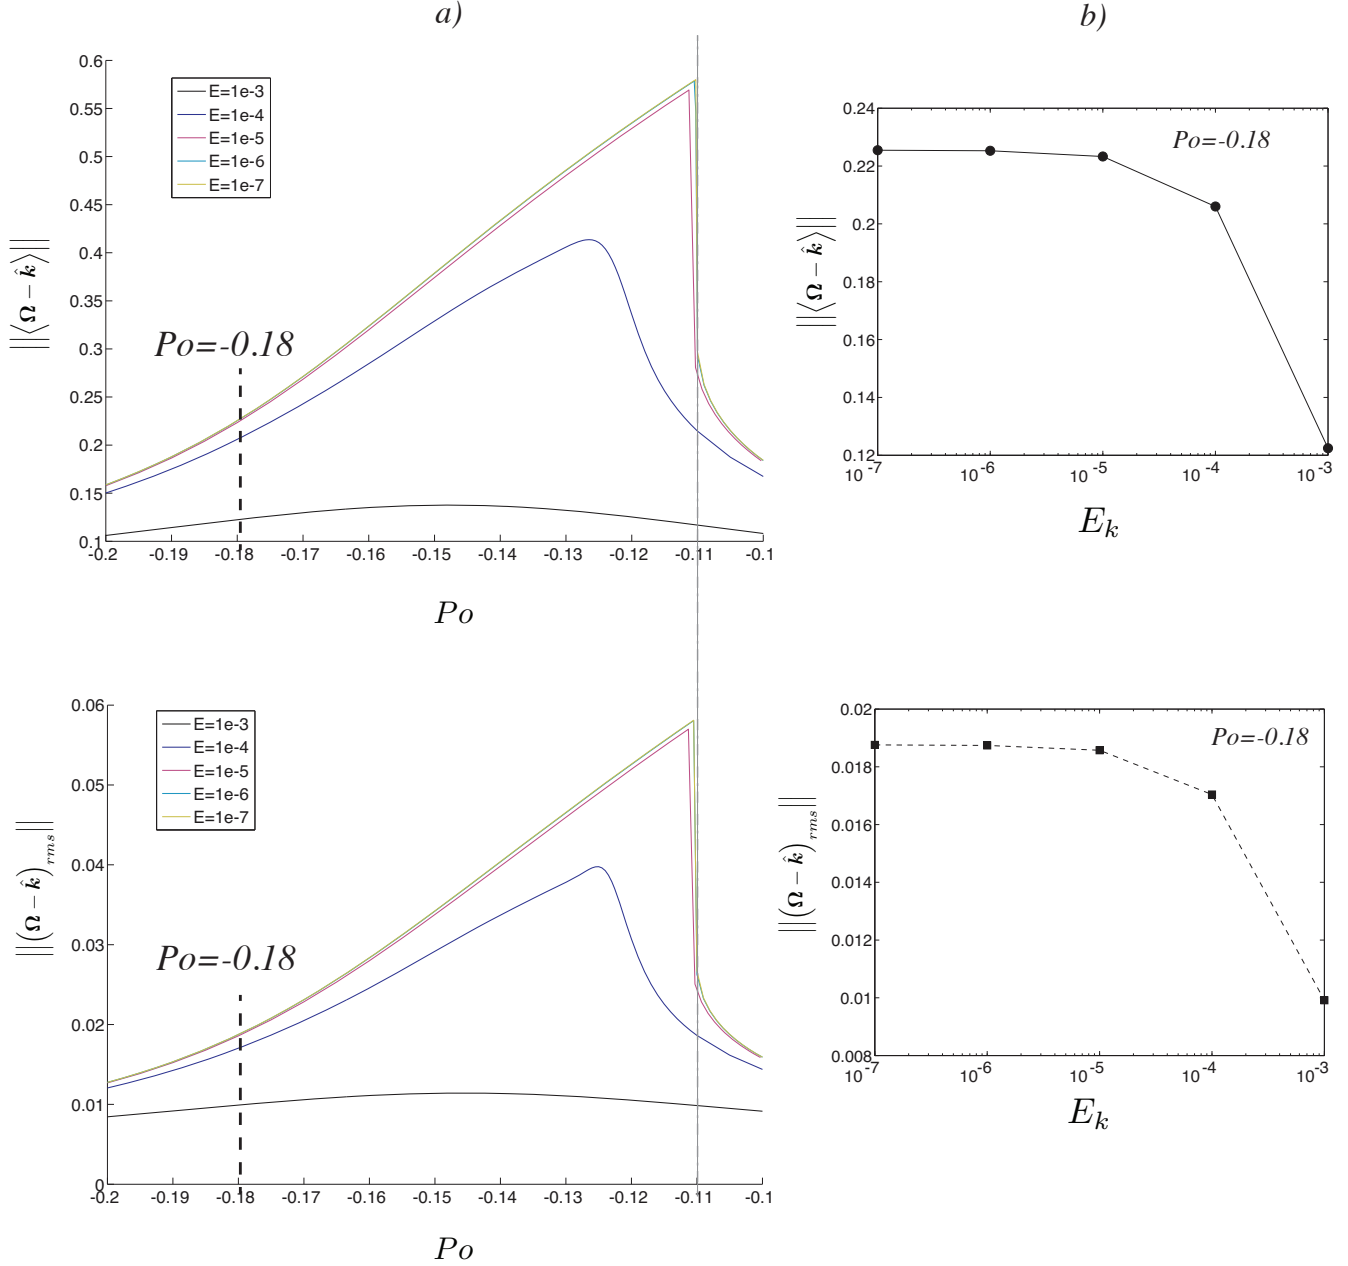 a)
b)
0.6
0.55
0.5
0.45
0.4
0.35
0.3
0.25
0.2
0.15
0.1
E=1e-3
E=1e-4
E=1e-5
E=1e-6
E=1e-7
||⟨Ω − k̂⟩||
Po=-0.18
-0.2 -0.19 -0.18 -0.17 -0.16 -0.15 -0.14 -0.13 -0.12 -0.11 -0.1
Po
0.24
0.22
0.2
0.18
0.16
0.14
0.12
Po=-0.18
||⟨Ω − k̂⟩||
10⁻⁷ 10⁻⁶ 10⁻⁵ 10⁻⁴ 10⁻³
Eₖ
0.06
0.05
0.04
0.03
0.02
0.01
0
E=1e-3
E=1e-4
E=1e-5
E=1e-6
E=1e-7
||(Ω − k̂)rms||
Po=-0.18
-0.2 -0.19 -0.18 -0.17 -0.16 -0.15 -0.14 -0.13 -0.12 -0.11 -0.1
Po
0.02
0.018
0.016
0.014
0.012
0.01
0.008
Po=-0.18
||(Ω − k̂)rms||
10⁻⁷ 10⁻⁶ 10⁻⁵ 10⁻⁴ 10⁻³
Eₖ